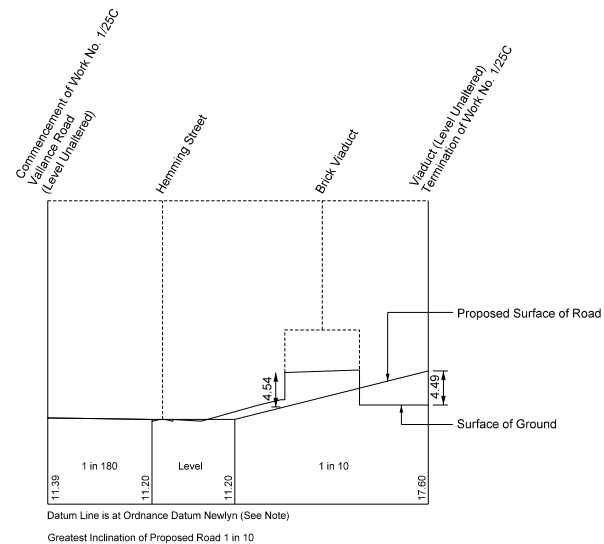 Commencement of Work No. 1/25C
Vallance Road
(Level Unaltered)
Hemming Street
Brick Viaduct
Viaduct (Level Unaltered)
Termination of Work No. 1/25C
Proposed Surface of Road
4.54
4.49
Surface of Ground
1 in 180
Level
1 in 10
11.39
11.20
11.20
17.60
Datum Line is at Ordnance Datum Newlyn (See Note)
Greatest Inclination of Proposed Road 1 in 10